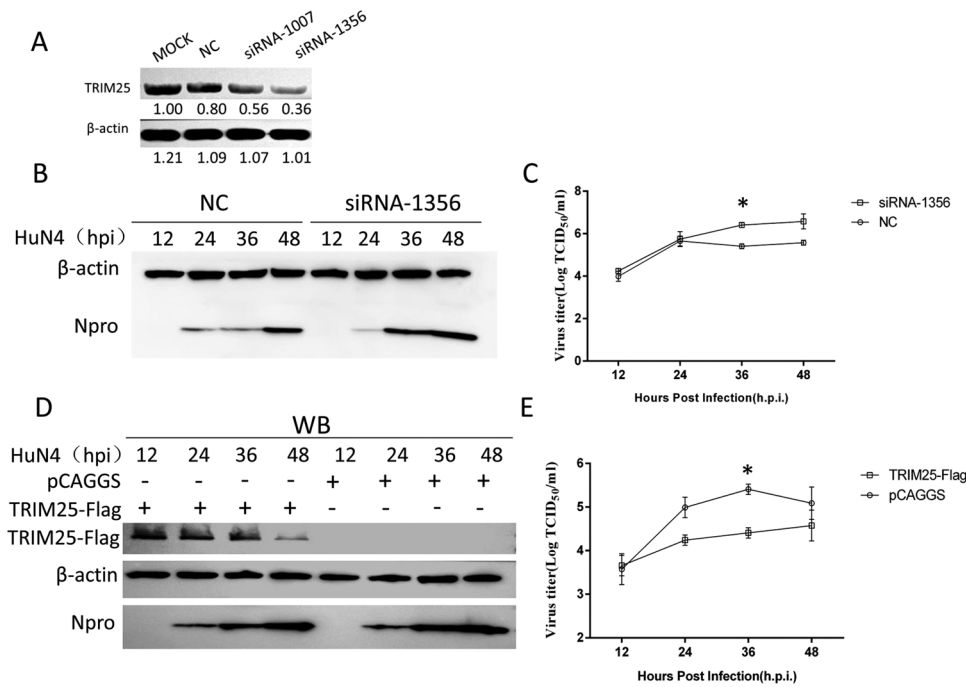 A
MOCK NC siRNA-1007 siRNA-1356
TRIM25
1.00 0.80 0.56 0.36
β-actin
1.21 1.09 1.07 1.01
B
NC siRNA-1356
HuN4 (hpi) 12 24 36 48 12 24 36 48
β-actin
Npro
C
Virus titer(Log TCID50/ml)
8
6
4
2
0
12 24 36 48
Hours Post Infection(h.p.i.)
*
siRNA-1356
NC
D
WB
HuN4 (hpi) 12 24 36 48 12 24 36 48
pCAGGS - - - - + + + +
TRIM25-Flag + + + + - - - -
TRIM25-Flag
β-actin
Npro
E
Virus titer(Log TCID50/ml)
6
5
4
3
2
12 24 36 48
Hours Post Infection(h.p.i.)
*
TRIM25-Flag
pCAGGS